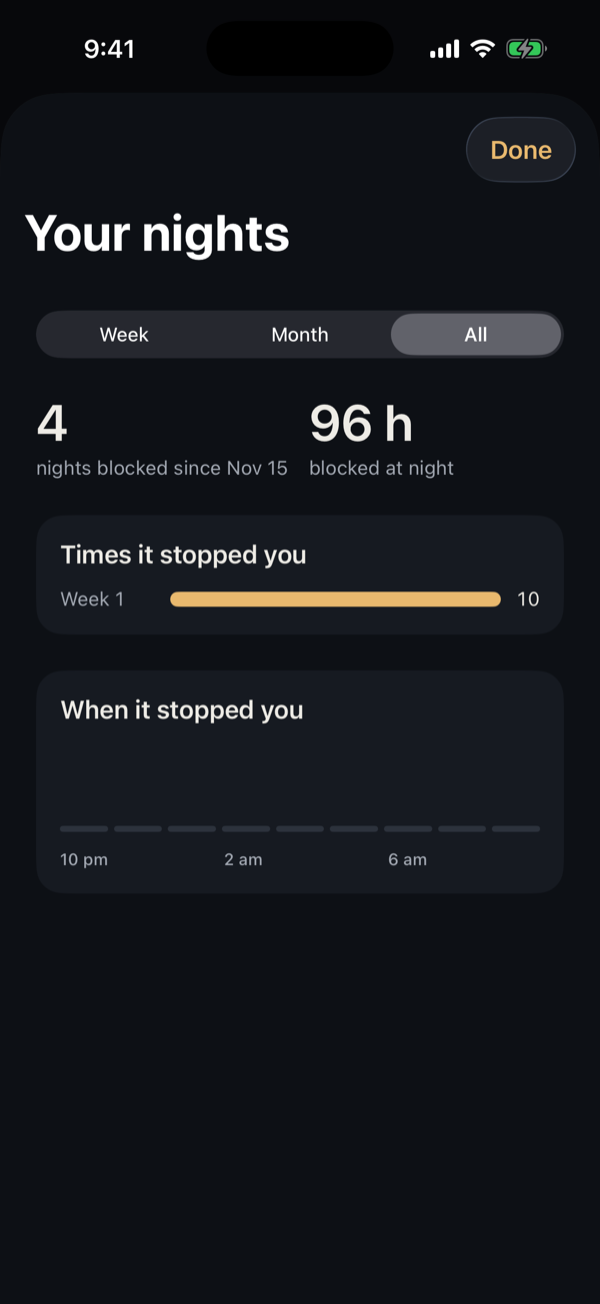 9:41
Done
Your nights
Week Month All
4 96 h
nights blocked since Nov 15 blocked at night
Times it stopped you
Week 1 10
When it stopped you
10 pm 2 am 6 am